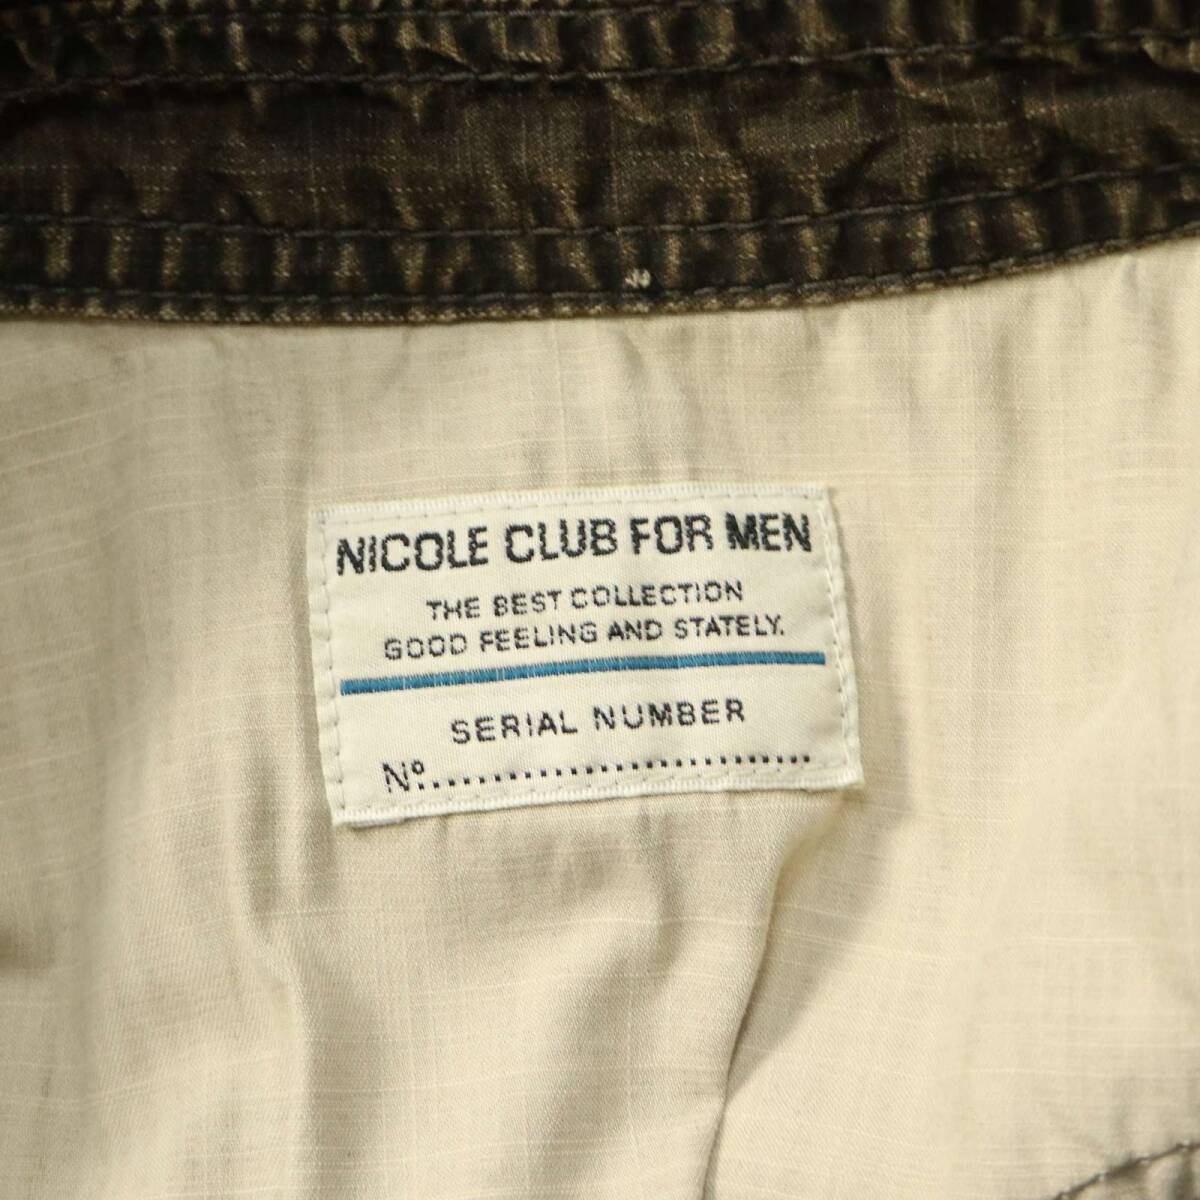 NICOLE CLUB FOR MEN
THE BEST COLLECTION
GOOD FEELING AND STATELY.
SERIAL NUMBER
Nº............................